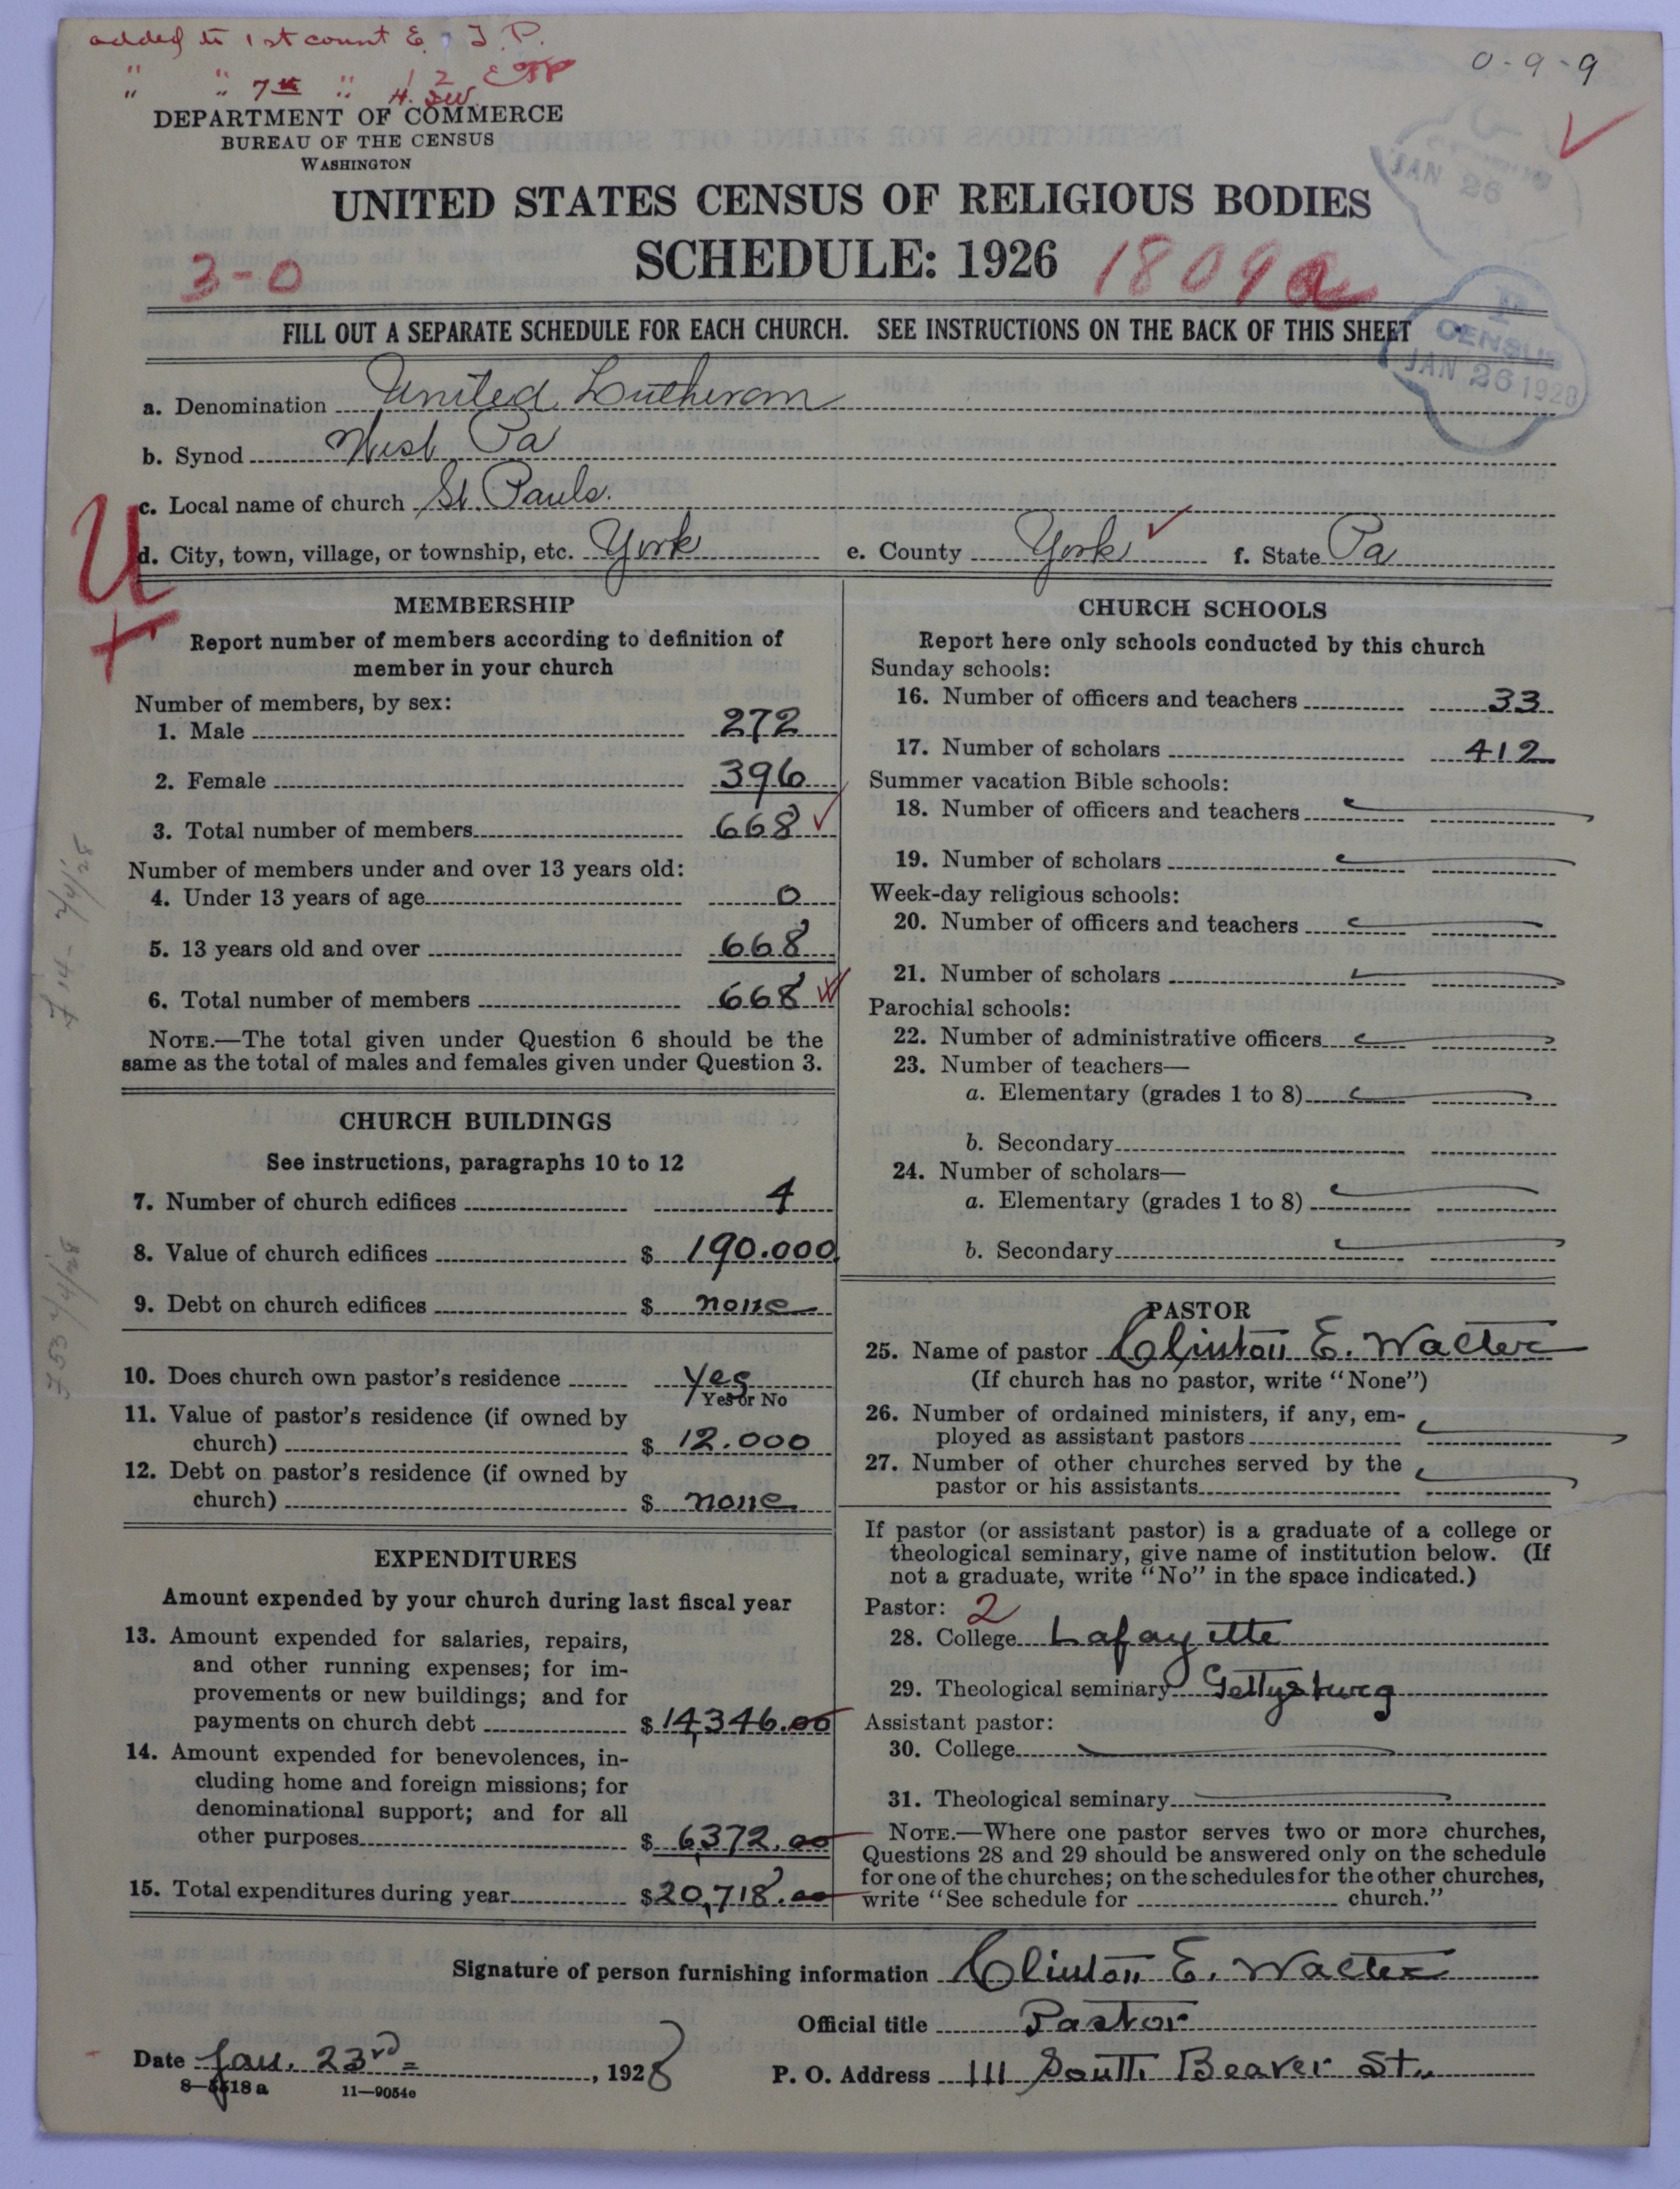 added to 1st count E. J. P.
" " 7th " 12
0-9-9
DEPARTMENT OF COMMERCE
BUREAU OF THE CENSUS
WASHINGTON
JAN 26
UNITED STATES CENSUS OF RELIGIOUS BODIES
SCHEDULE: 1926
3-0
1809a
FILL OUT A SEPARATE SCHEDULE FOR EACH CHURCH. SEE INSTRUCTIONS ON THE BACK OF THIS SHEET
CENSUS
JAN 26 1928
a. Denomination United Lutheran
b. Synod West Pa
c. Local name of church St. Pauls.
d. City, town, village, or township, etc. York e. County York f. State Pa
U
MEMBERSHIP
Report number of members according to definition of
member in your church
Number of members, by sex:
1. Male 272
2. Female 396
3. Total number of members 668
Number of members under and over 13 years old:
4. Under 13 years of age 0
5. 13 years old and over 668
6. Total number of members 668
NOTE.—The total given under Question 6 should be the
same as the total of males and females given under Question 3.
CHURCH BUILDINGS
See instructions, paragraphs 10 to 12
7. Number of church edifices 4
8. Value of church edifices $ 190.000
9. Debt on church edifices $ none
10. Does church own pastor's residence Yes
Yes or No
11. Value of pastor's residence (if owned by
church) $ 12.000
12. Debt on pastor's residence (if owned by
church) $ none
EXPENDITURES
Amount expended by your church during last fiscal year
13. Amount expended for salaries, repairs,
and other running expenses; for im-
provements or new buildings; and for
payments on church debt $ 14,346.00
14. Amount expended for benevolences, in-
cluding home and foreign missions; for
denominational support; and for all
other purposes $ 6,372.00
15. Total expenditures during year $20,718.00
CHURCH SCHOOLS
Report here only schools conducted by this church
Sunday schools:
16. Number of officers and teachers 33
17. Number of scholars 412
Summer vacation Bible schools:
18. Number of officers and teachers
19. Number of scholars
Week-day religious schools:
20. Number of officers and teachers
21. Number of scholars
Parochial schools:
22. Number of administrative officers
23. Number of teachers—
a. Elementary (grades 1 to 8)
b. Secondary
24. Number of scholars—
a. Elementary (grades 1 to 8)
b. Secondary
PASTOR
25. Name of pastor Clinton E. Walter
(If church has no pastor, write "None")
26. Number of ordained ministers, if any, em-
ployed as assistant pastors
27. Number of other churches served by the
pastor or his assistants
If pastor (or assistant pastor) is a graduate of a college or
theological seminary, give name of institution below. (If
not a graduate, write "No" in the space indicated.)
Pastor: 2
28. College Lafayette
29. Theological seminary Gettysburg
Assistant pastor:
30. College
31. Theological seminary
NOTE.—Where one pastor serves two or more churches,
Questions 28 and 29 should be answered only on the schedule
for one of the churches; on the schedules for the other churches,
write "See schedule for church."
Signature of person furnishing information Clinton E. Walter
Official title Pastor
Date Jan. 23rd, 1928
P. O. Address 111 South Beaver St.
8-5518a 11-9054e